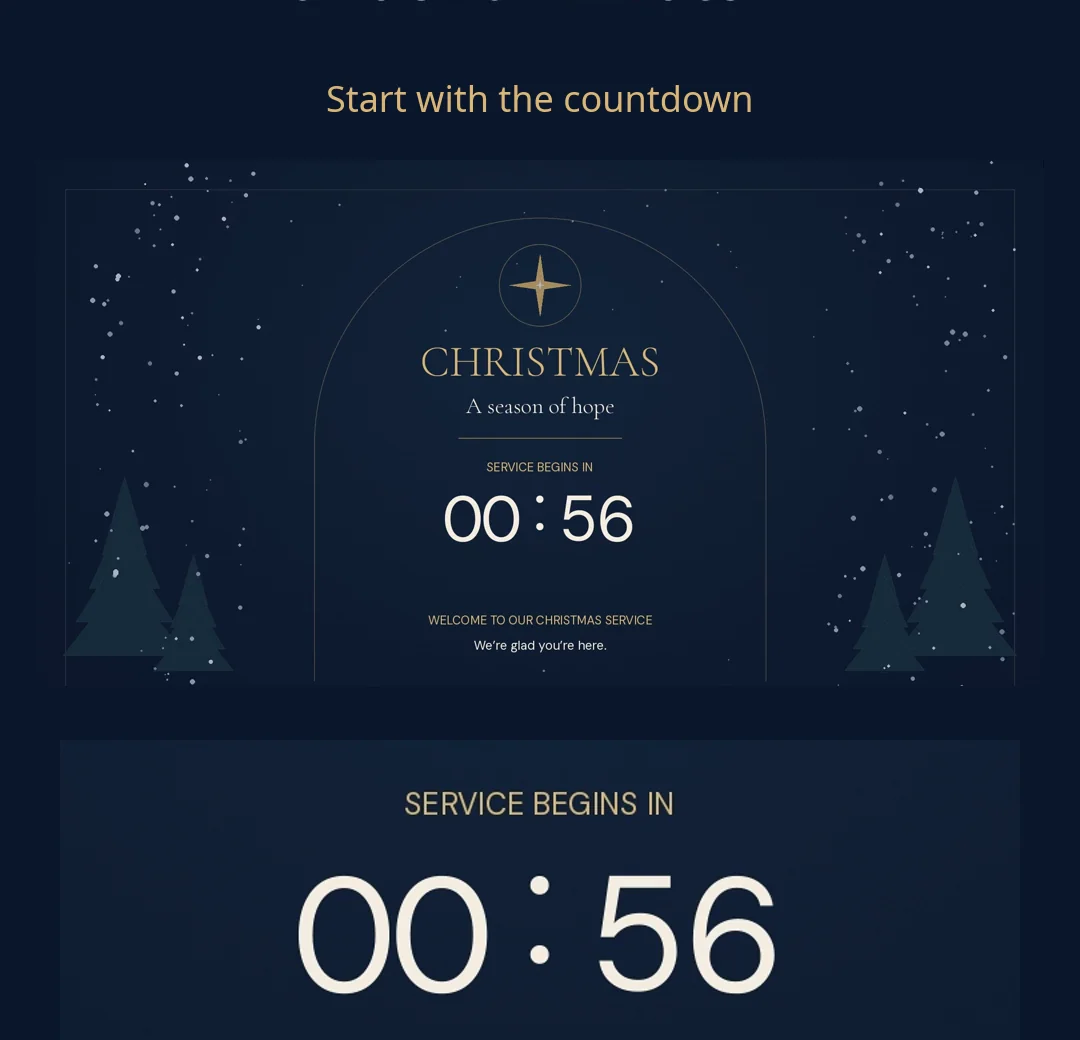 Start with the countdown
CHRISTMAS
A season of hope
SERVICE BEGINS IN
00 : 56
WELCOME TO OUR CHRISTMAS SERVICE
We're glad you're here.
SERVICE BEGINS IN
00 : 56